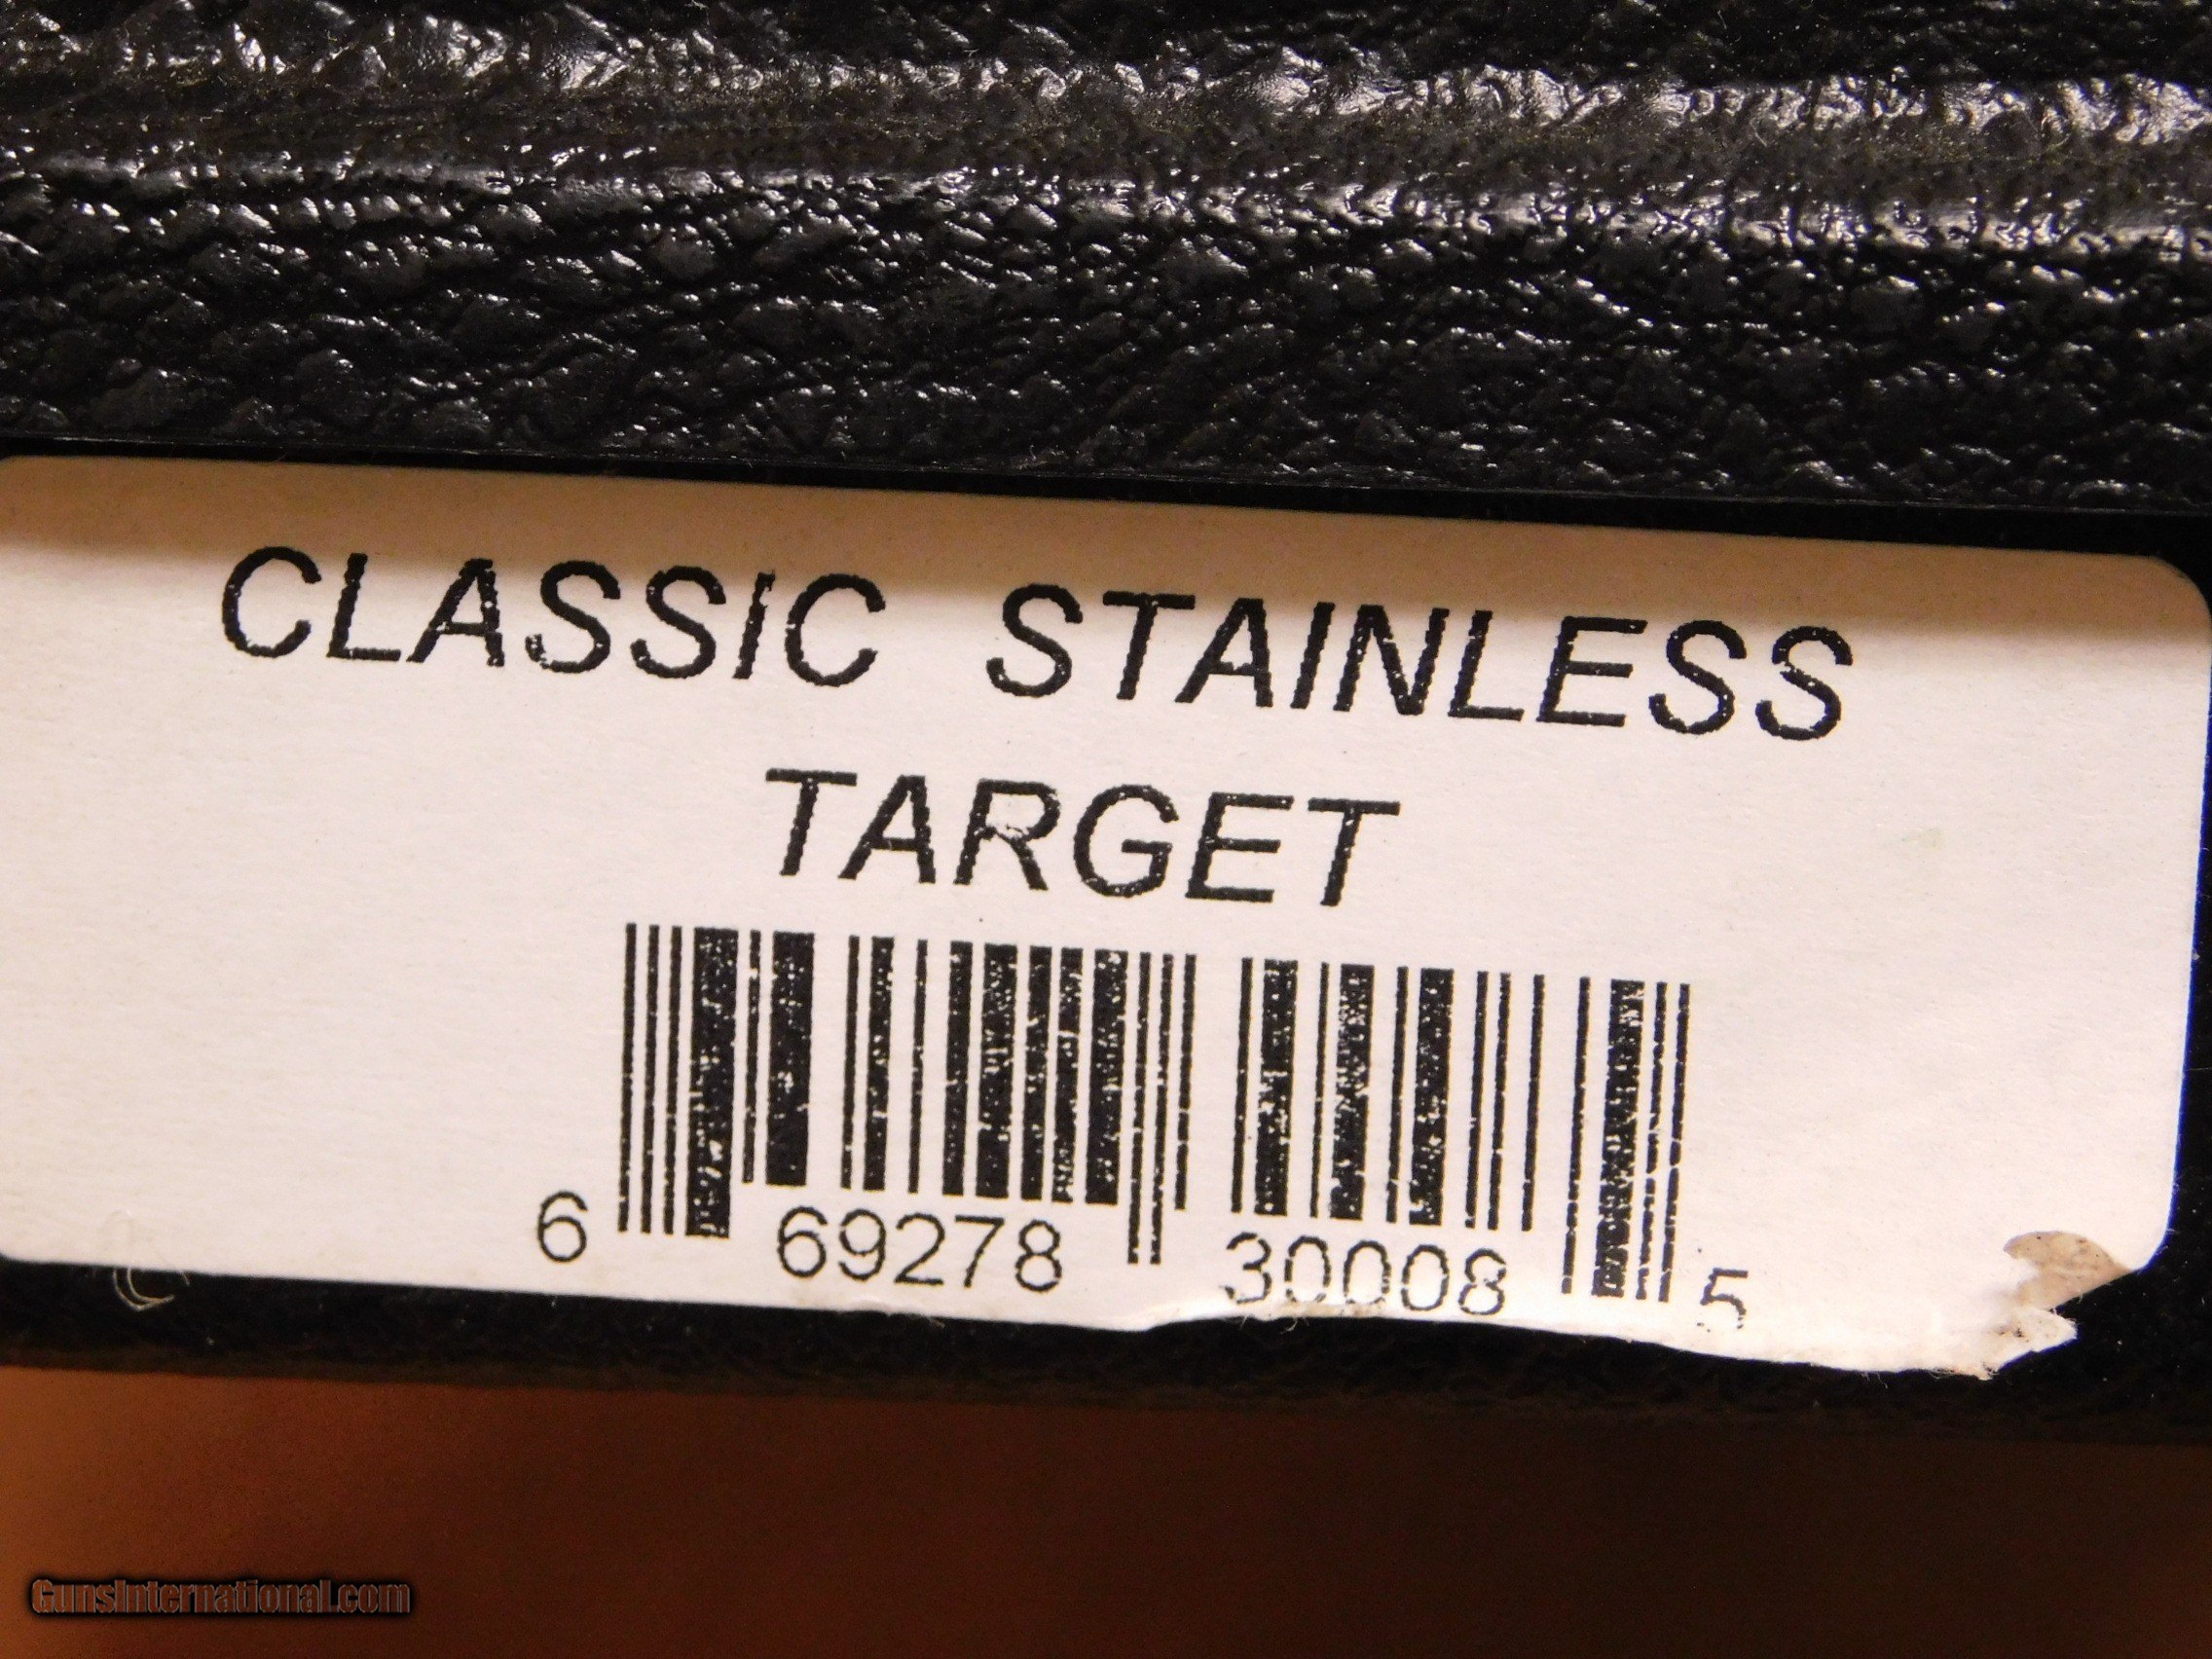 CLASSIC STAINLESS
TARGET
6 69278 30008 5
GunsInternational.com